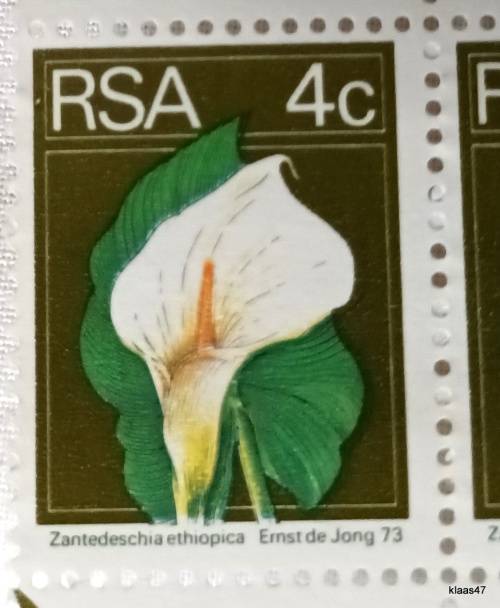 RSA 4c
Zantedeschia ethiopica Ernst de Jong 73
klaas47